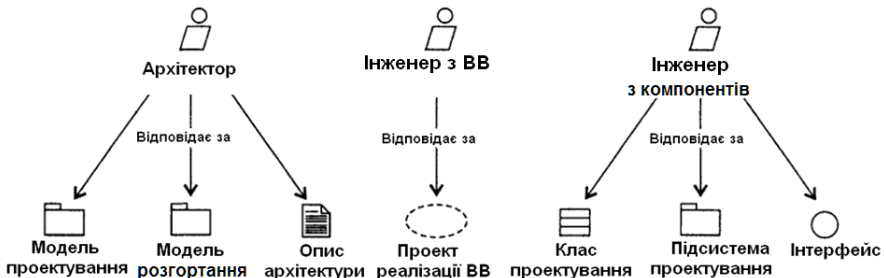 Архітектор
Інженер з ВВ
Інженер
з компонентів
Відповідає за
Відповідає за
Відповідає за
Модель
проектування
Модель
розгортання
Опис
архітектури
Проект
реалізації ВВ
Клас
проектування
Підсистема
проектування
Інтерфейс